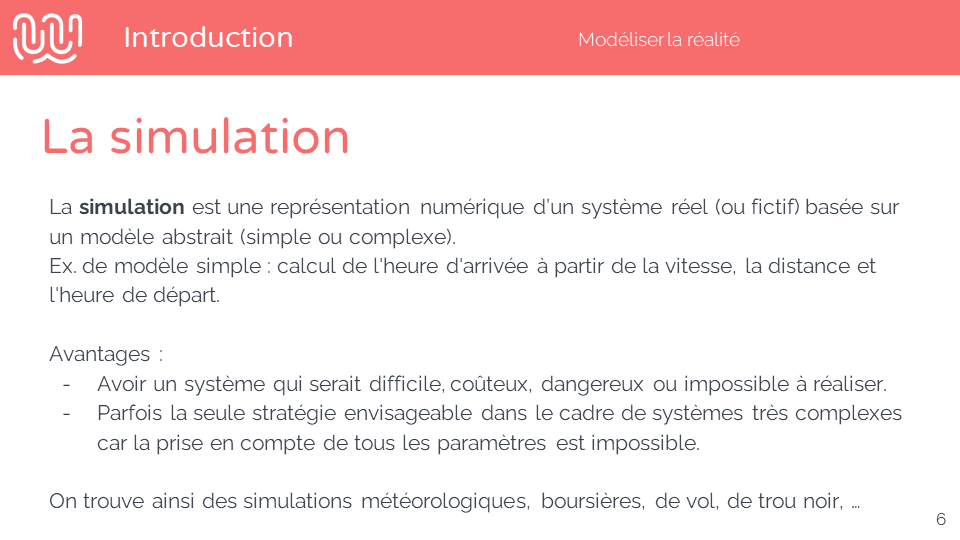 Introduction
Modéliser la réalité
La simulation
La simulation est une représentation numérique d'un système réel (ou fictif) basée sur
un modèle abstrait (simple ou complexe).
Ex. de modèle simple : calcul de l'heure d'arrivée à partir de la vitesse, la distance et
l'heure de départ.
Avantages :
- Avoir un système qui serait difficile, coûteux, dangereux ou impossible à réaliser.
- Parfois la seule stratégie envisageable dans le cadre de systèmes très complexes
car la prise en compte de tous les paramètres est impossible.
On trouve ainsi des simulations météorologiques, boursières, de vol, de trou noir, …
6